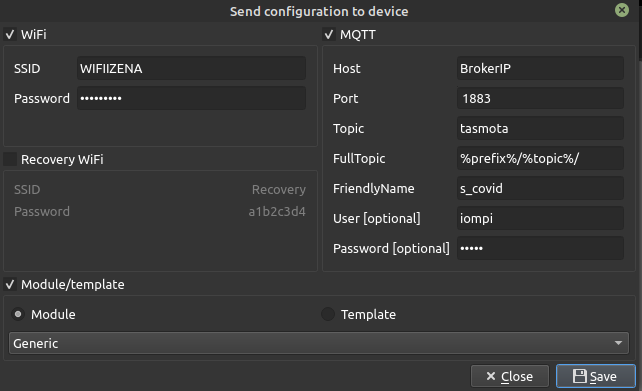 Send configuration to device
WiFi
SSID WIFIIZENA
Password •••••••••
Recovery WiFi
SSID Recovery
Password a1b2c3d4
MQTT
Host BrokerIP
Port 1883
Topic tasmota
FullTopic %prefix%/%topic%/
FriendlyName s_covid
User [optional] iompi
Password [optional] •••••
Module/template
Module Template
Generic
Close Save